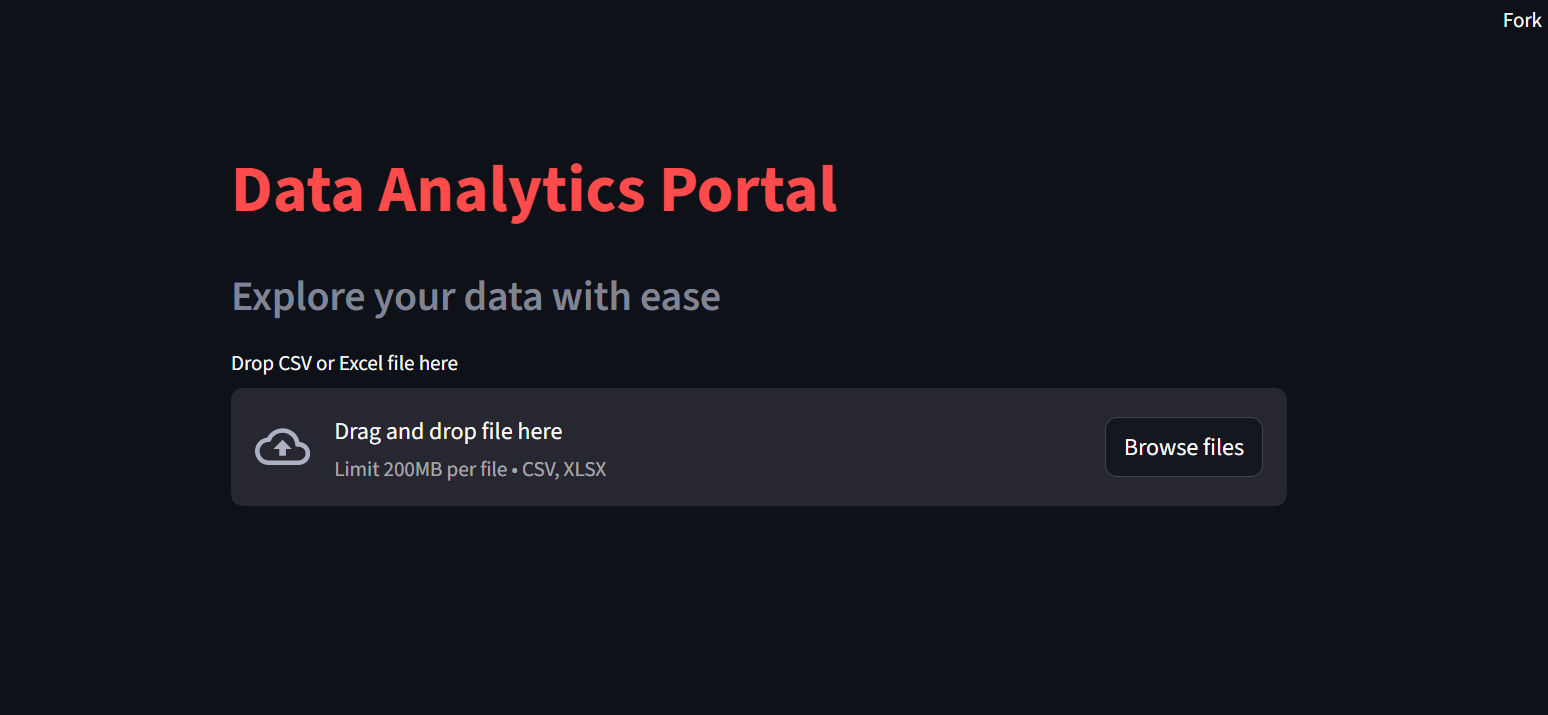 Fork
Data Analytics Portal
Explore your data with ease
Drop CSV or Excel file here
Drag and drop file here
Limit 200MB per file • CSV, XLSX
Browse files